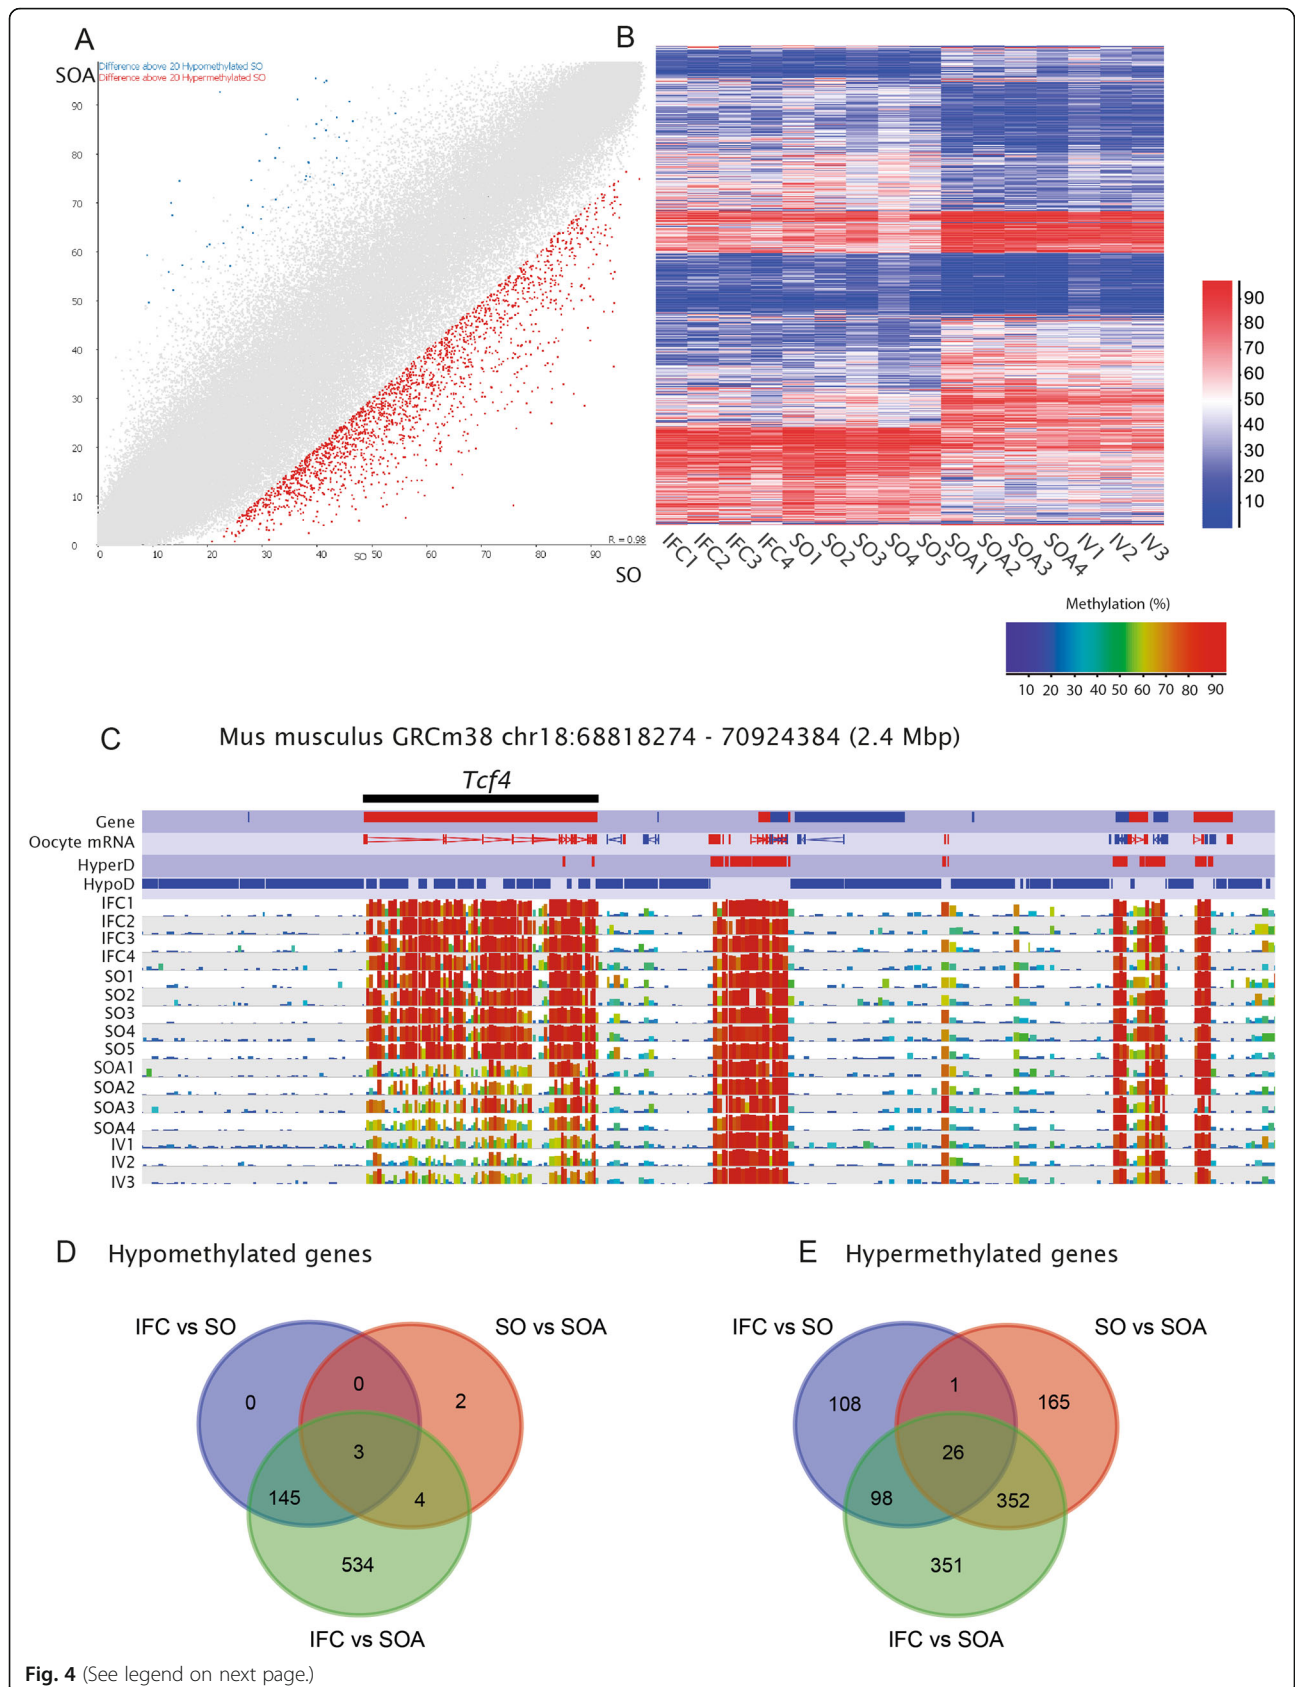 A
Difference above 20 Hypomethylated SO
SOA
Difference above 20 Hypermethylated SO
90
80
70
60
50
40
30
20
10
0
0 10 20 30 40 SO 50 60 70 80 90
R = 0.98
SO
B
IFC1 IFC2 IFC3 IFC4 SO1 SO2 SO3 SO4 SO5 SOA1 SOA2 SOA3 SOA4 IV1 IV2 IV3
90
80
70
60
50
40
30
20
10
Methylation (%)
10 20 30 40 50 60 70 80 90
C Mus musculus GRCm38 chr18:68818274 - 70924384 (2.4 Mbp)
Tcf4
Gene
Oocyte mRNA
HyperD
HypoD
IFC1
IFC2
IFC3
IFC4
SO1
SO2
SO3
SO4
SO5
SOA1
SOA2
SOA3
SOA4
IV1
IV2
IV3
D Hypomethylated genes
IFC vs SO
SO vs SOA
0
0
2
3
145
4
534
IFC vs SOA
E Hypermethylated genes
IFC vs SO
SO vs SOA
1
108
165
26
98
352
351
IFC vs SOA
Fig. 4 (See legend on next page.)